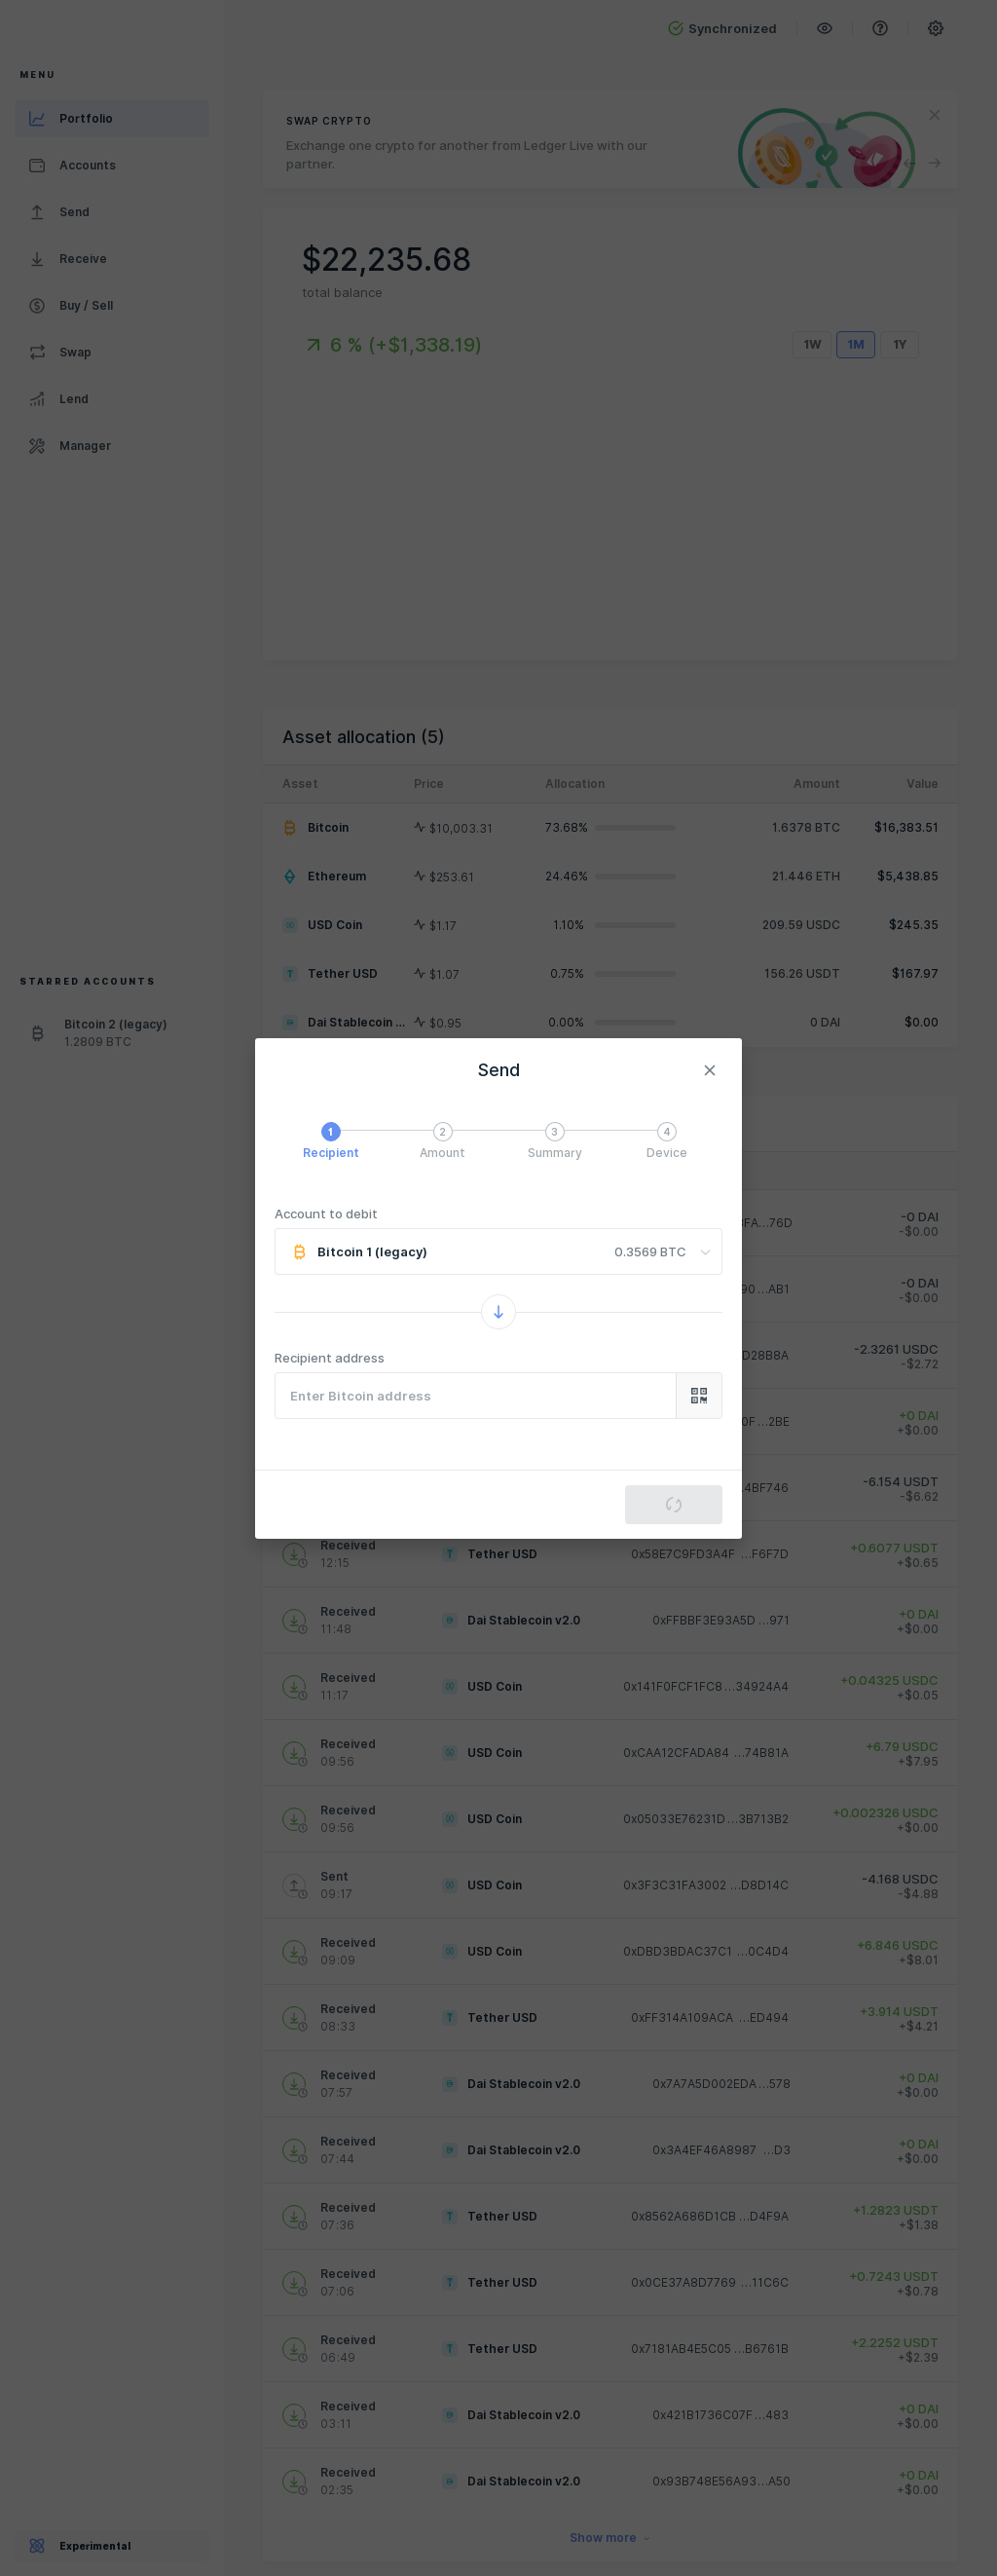 Synchronized
MENU
Portfolio
Accounts
Send
Receive
Buy / Sell
Swap
Lend
Manager
STARRED ACCOUNTS
Bitcoin 2 (legacy)
1.2809 BTC
Experimental
SWAP CRYPTO
Exchange one crypto for another from Ledger Live with our
partner.
$22,235.68
total balance
6 % (+$1,338.19)
1W 1M 1Y
Asset allocation (5)
Asset Price Allocation Amount Value
Bitcoin $10,003.31 73.68% 1.6378 BTC $16,383.51
Ethereum $253.61 24.46% 21.446 ETH $5,438.85
USD Coin $1.17 1.10% 209.59 USDC $245.35
Tether USD $1.07 0.75% 156.26 USDT $167.97
Dai Stablecoin ... $0.95 0.00% 0 DAI $0.00
Send
1 2 3 4
Recipient Amount Summary Device
Account to debit
Bitcoin 1 (legacy) 0.3569 BTC
Recipient address
Enter Bitcoin address
...76D -0 DAI
-$0.00
...AB1 -0 DAI
-$0.00
D28B8A -2.3261 USDC
-$2.72
...2BE +0 DAI
+$0.00
4BF746 -6.154 USDT
-$6.62
Received
12:15 Tether USD 0x58E7C9FD3A4F ...F6F7D +0.6077 USDT
+$0.65
Received
11:48 Dai Stablecoin v2.0 0xFFBBF3E93A5D ...971 +0 DAI
+$0.00
Received
11:17 USD Coin 0x141F0FCF1FC8 ...34924A4 +0.04325 USDC
+$0.05
Received
09:56 USD Coin 0xCAA12CFADA84 ...74B81A +6.79 USDC
+$7.95
Received
09:56 USD Coin 0x05033E76231D ...3B713B2 +0.002326 USDC
+$0.00
Sent
09:17 USD Coin 0x3F3C31FA3002 ...D8D14C -4.168 USDC
-$4.88
Received
09:09 USD Coin 0xDBD3BDAC37C1 ...0C4D4 +6.846 USDC
+$8.01
Received
08:33 Tether USD 0xFF314A109ACA ...ED494 +3.914 USDT
+$4.21
Received
07:57 Dai Stablecoin v2.0 0x7A7A5D002EDA ...578 +0 DAI
+$0.00
Received
07:44 Dai Stablecoin v2.0 0x3A4EF46A8987 ...D3 +0 DAI
+$0.00
Received
07:36 Tether USD 0x8562A686D1CB ...D4F9A +1.2823 USDT
+$1.38
Received
07:06 Tether USD 0x0CE37A8D7769 ...11C6C +0.7243 USDT
+$0.78
Received
06:49 Tether USD 0x7181AB4E5C05 ...B6761B +2.2252 USDT
+$2.39
Received
03:11 Dai Stablecoin v2.0 0x421B1736C07F ...483 +0 DAI
+$0.00
Received
02:35 Dai Stablecoin v2.0 0x93B748E56A93 ...A50 +0 DAI
+$0.00
Show more